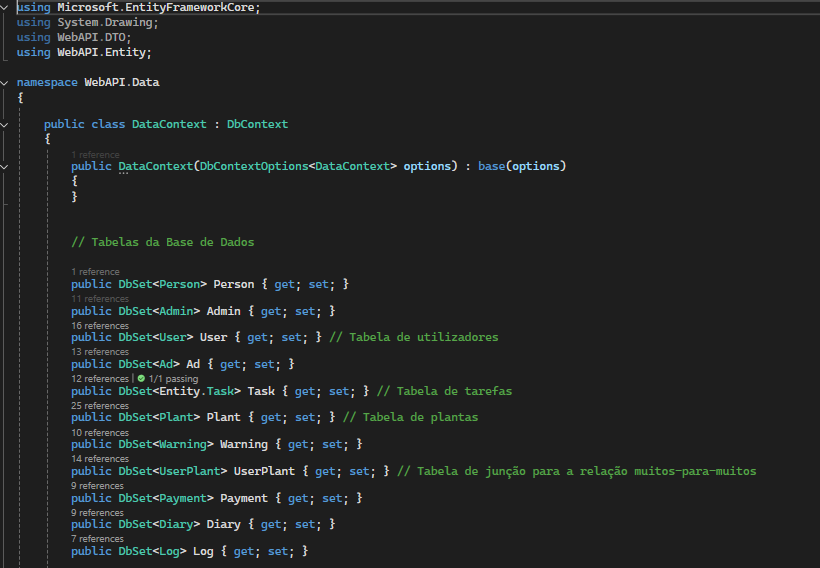 using Microsoft.EntityFrameworkCore;
using System.Drawing;
using WebAPI.DTO;
using WebAPI.Entity;
namespace WebAPI.Data
{
public class DataContext : DbContext
{
1 reference
public DataContext(DbContextOptions<DataContext> options) : base(options)
{
}
// Tabelas da Base de Dados
1 reference
public DbSet<Person> Person { get; set; }
11 references
public DbSet<Admin> Admin { get; set; }
16 references
public DbSet<User> User { get; set; } // Tabela de utilizadores
13 references
public DbSet<Ad> Ad { get; set; }
12 references | 1/1 passing
public DbSet<Entity.Task> Task { get; set; } // Tabela de tarefas
25 references
public DbSet<Plant> Plant { get; set; } // Tabela de plantas
10 references
public DbSet<Warning> Warning { get; set; }
14 references
public DbSet<UserPlant> UserPlant { get; set; } // Tabela de junção para a relação muitos-para-muitos
9 references
public DbSet<Payment> Payment { get; set; }
9 references
public DbSet<Diary> Diary { get; set; }
7 references
public DbSet<Log> Log { get; set; }